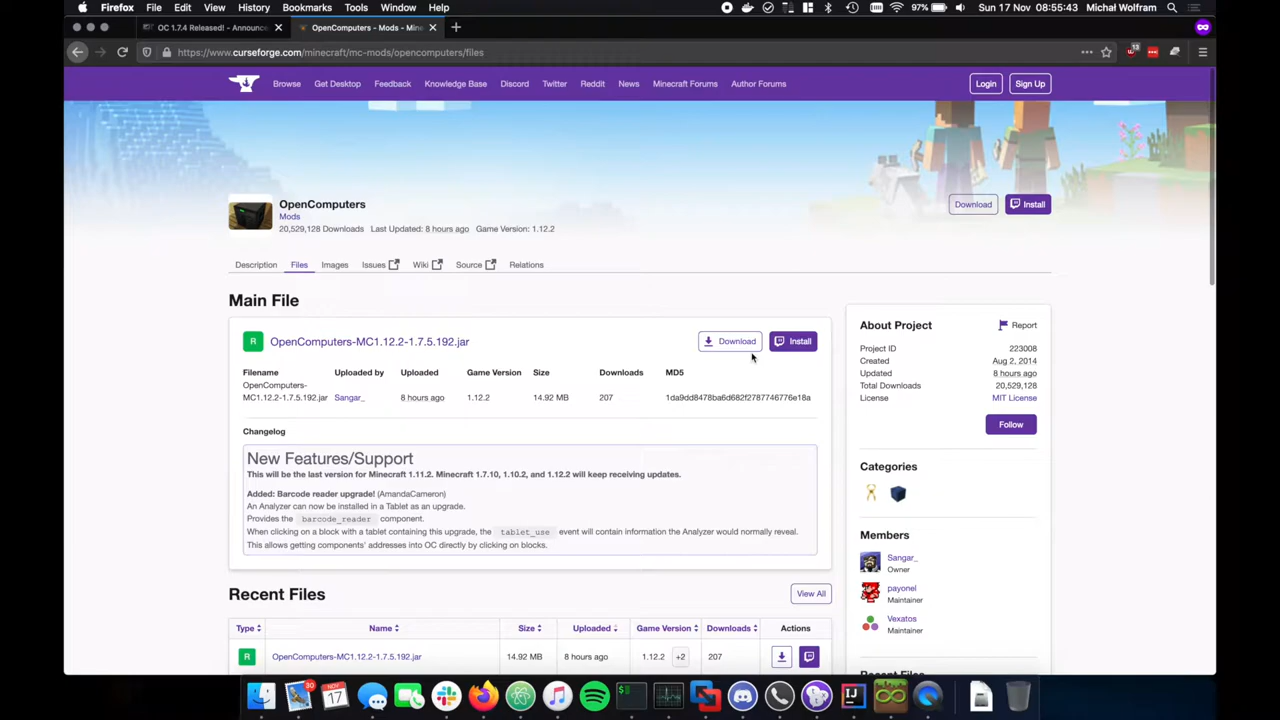 Firefox File Edit View History Bookmarks Tools Window Help 97% Sun 17 Nov 08:55:43 Michał Wolfram
OC 1.7.4 Released! - Announce
OpenComputers - Mods - Mine
https://www.curseforge.com/minecraft/mc-mods/opencomputers/files
13
Browse Get Desktop Feedback Knowledge Base Discord Twitter Reddit News Minecraft Forums Author Forums Login Sign Up
OpenComputers
Mods
20,529,128 Downloads Last Updated: 8 hours ago Game Version: 1.12.2
Download Install
Description Files Images Issues Wiki Source Relations
Main File
R OpenComputers-MC1.12.2-1.7.5.192.jar Download Install
Filename Uploaded by Uploaded Game Version Size Downloads MD5
OpenComputers-
MC1.12.2-1.7.5.192.jar Sangar_ 8 hours ago 1.12.2 14.92 MB 207 1da9dd8478ba6d682f2787746776e18a
Changelog
New Features/Support
This will be the last version for Minecraft 1.11.2. Minecraft 1.7.10, 1.10.2, and 1.12.2 will keep receiving updates.
Added: Barcode reader upgrade! (AmandaCameron)
An Analyzer can now be installed in a Tablet as an upgrade.
Provides the barcode_reader component.
When clicking on a block with a tablet containing this upgrade, the tablet_use event will contain information the Analyzer would normally reveal.
This allows getting components' addresses into OC directly by clicking on blocks.
Recent Files View All
Type Name Size Uploaded Game Version Downloads Actions
R OpenComputers-MC1.12.2-1.7.5.192.jar 14.92 MB 8 hours ago 1.12.2 +2 207
About Project Report
Project ID 223008
Created Aug 2, 2014
Updated 8 hours ago
Total Downloads 20,529,128
License MIT License
Follow
Categories
Members
Sangar_
Owner
payonel
Maintainer
Vexatos
Maintainer
30
NOV
17